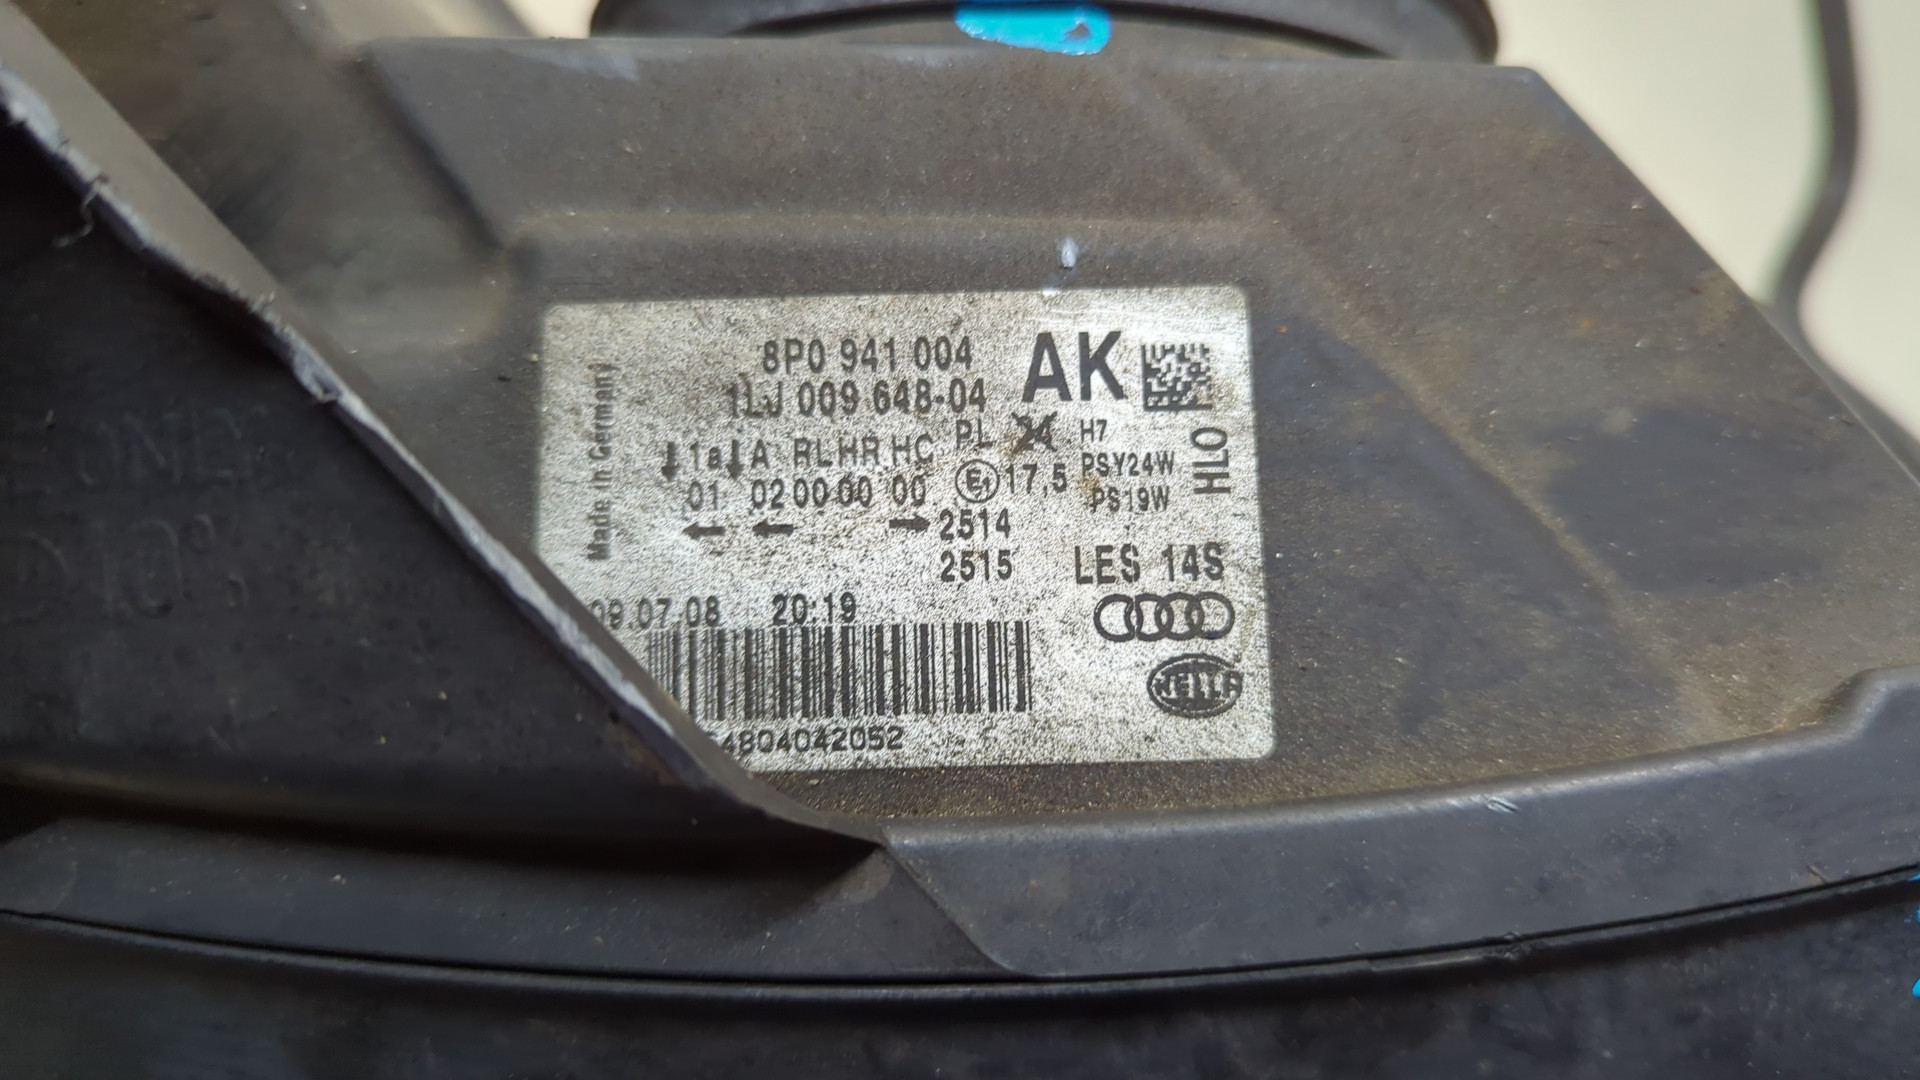 8P0 941 004 AK
1LJ 009 648-04
Made in Germany
1a A RL HR HC PL 24 H7
01 02 00 00 00 E1 17,5 PSY24W
PS19W
HLO
2514
2515 LES 14S
09.07.08 20:19
HELLA
4804042052